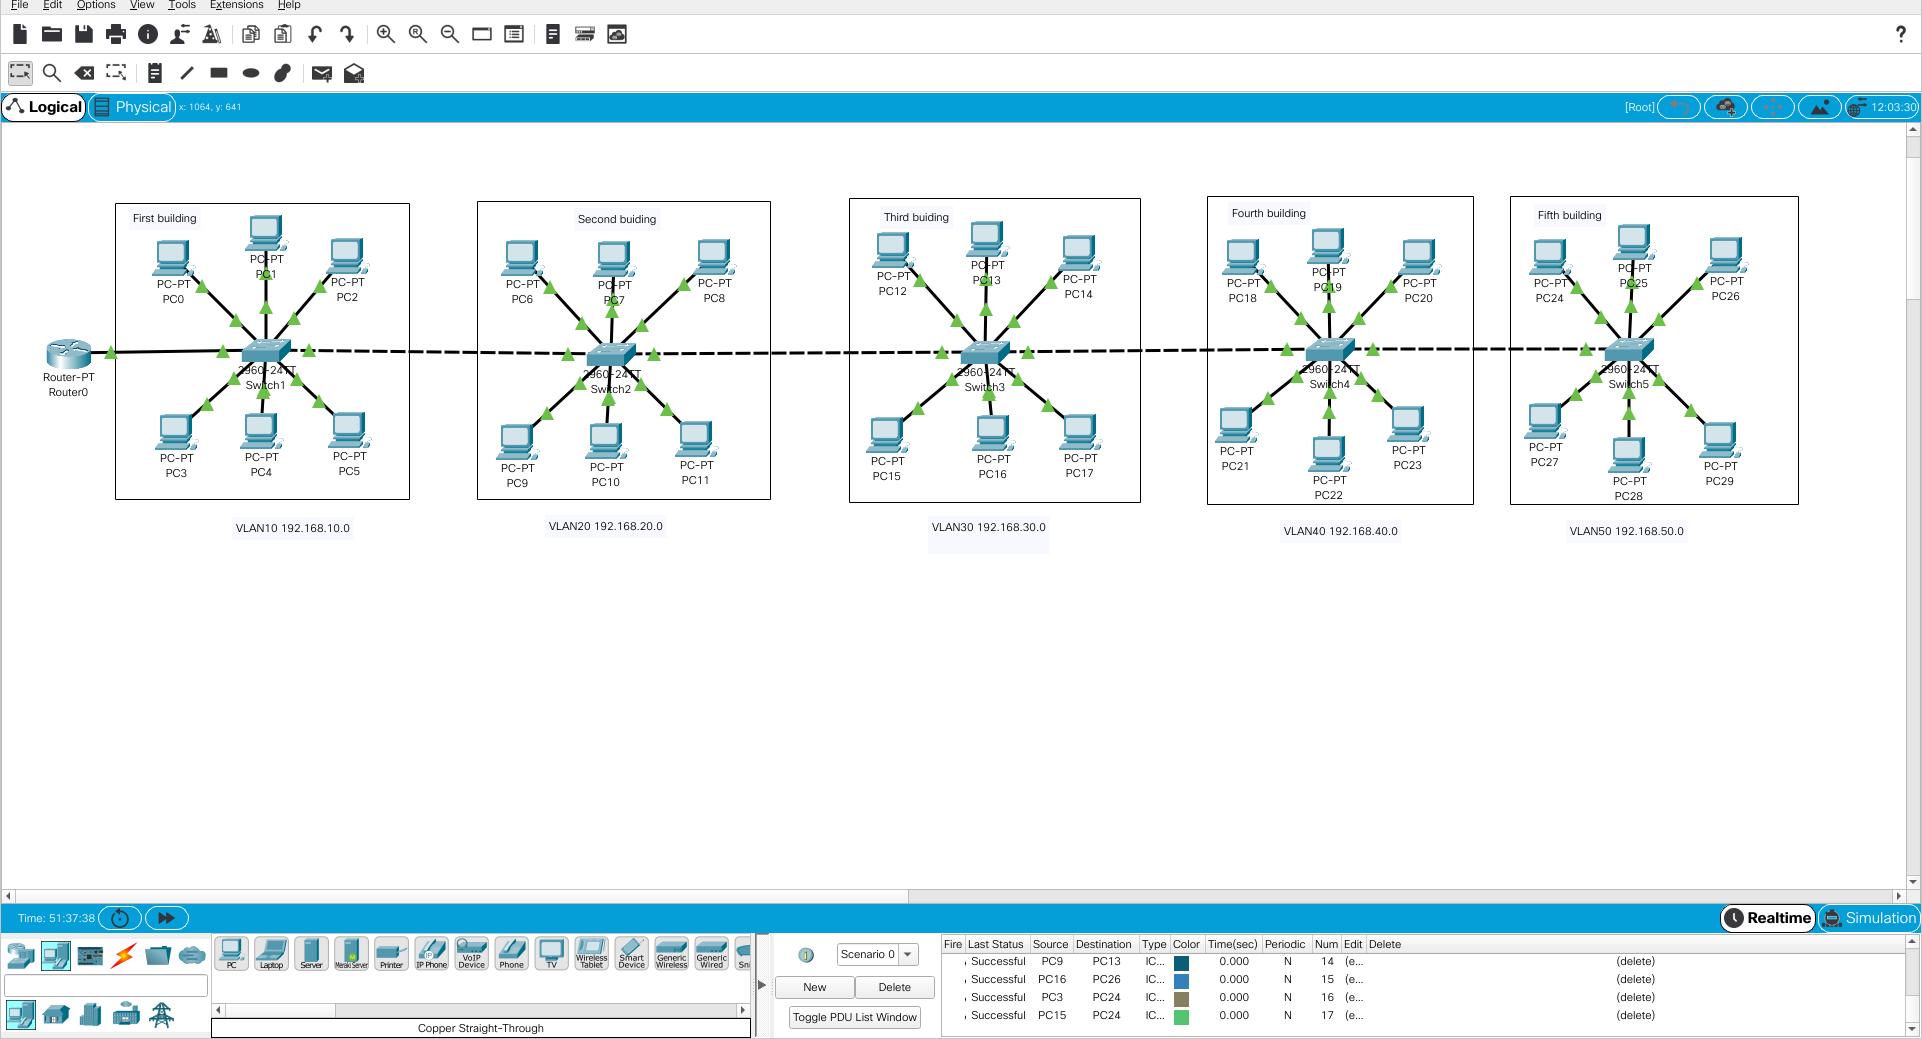 File Edit Options View Tools Extensions Help
?
Logical Physical x: 1064, y: 641 [Root] 12:03:30
First building
PC-PT
PC0
PC-PT
PC1
PC-PT
PC2
2960-24TT
Switch1
PC-PT
PC3
PC-PT
PC4
PC-PT
PC5
Router-PT
Router0
VLAN10 192.168.10.0
Second buiding
PC-PT
PC6
PC-PT
PC7
PC-PT
PC8
2960-24TT
Switch2
PC-PT
PC9
PC-PT
PC10
PC-PT
PC11
VLAN20 192.168.20.0
Third buiding
PC-PT
PC12
PC-PT
PC13
PC-PT
PC14
2960-24TT
Switch3
PC-PT
PC15
PC-PT
PC16
PC-PT
PC17
VLAN30 192.168.30.0
Fourth building
PC-PT
PC18
PC-PT
PC19
PC-PT
PC20
2960-24TT
Switch4
PC-PT
PC21
PC-PT
PC22
PC-PT
PC23
VLAN40 192.168.40.0
Fifth building
PC-PT
PC24
PC-PT
PC25
PC-PT
PC26
2960-24TT
Switch5
PC-PT
PC27
PC-PT
PC28
PC-PT
PC29
VLAN50 192.168.50.0
Time: 51:37:38 Realtime Simulation
PC
Laptop
Server
Meraki Server
Printer
IP Phone
VoIP Device
Phone
TV
Wireless Tablet
Smart Device
Generic Wireless
Generic Wired
Copper Straight-Through
Scenario 0
New Delete
Toggle PDU List Window
Fire Last Status Source Destination Type Color Time(sec) Periodic Num Edit Delete
Successful PC9 PC13 IC... 0.000 N 14 (e... (delete)
Successful PC16 PC26 IC... 0.000 N 15 (e... (delete)
Successful PC3 PC24 IC... 0.000 N 16 (e... (delete)
Successful PC15 PC24 IC... 0.000 N 17 (e... (delete)